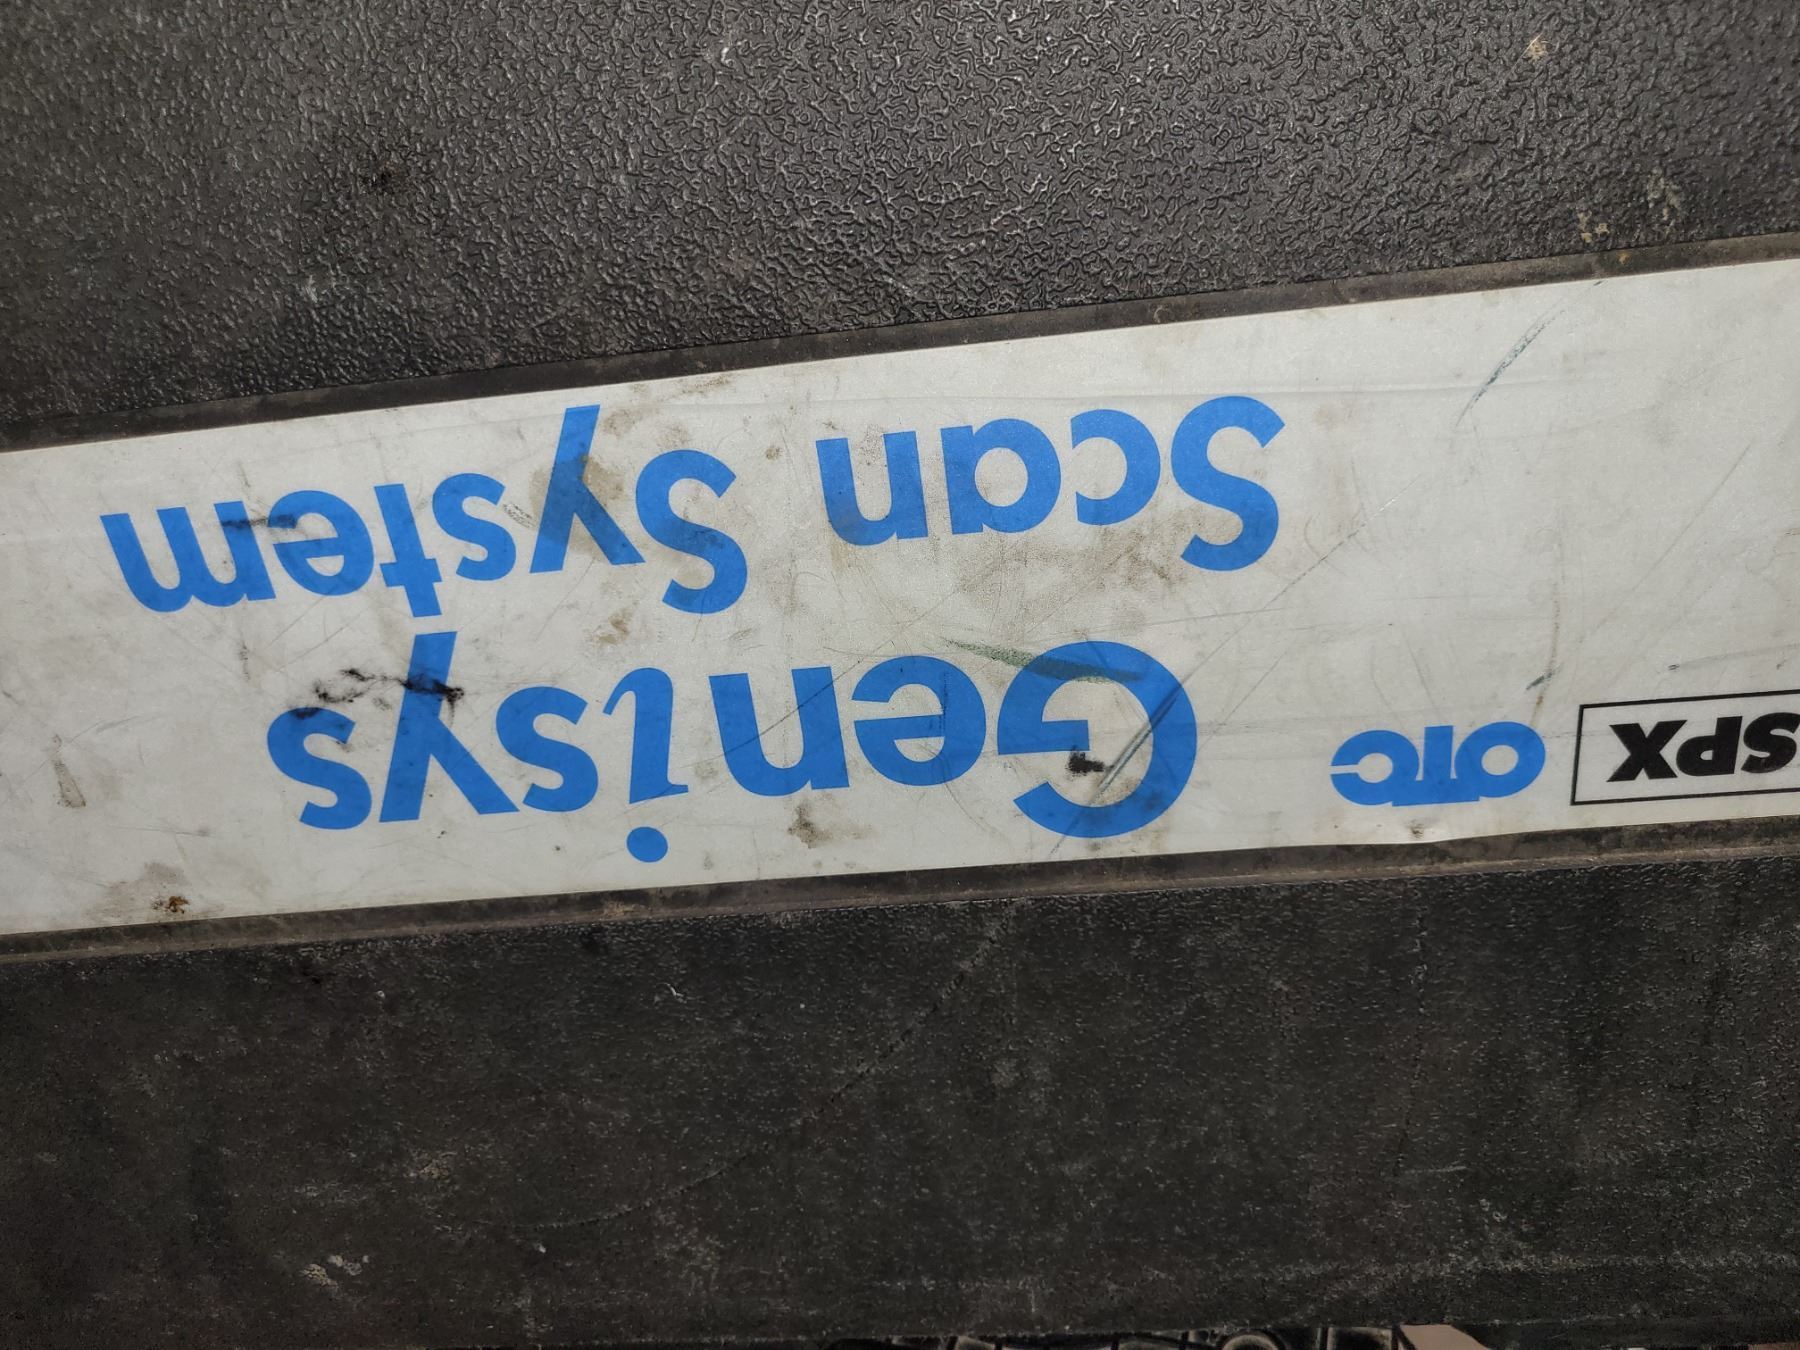 SPX OTC Genisys
Scan System